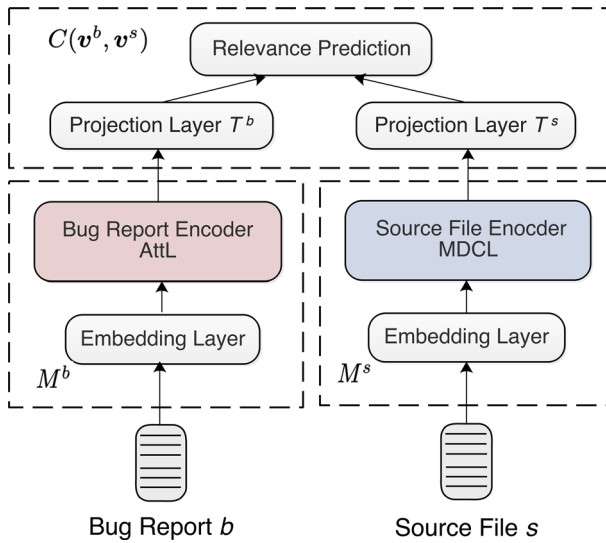 C(v^b, v^s)
Relevance Prediction
Projection Layer T^b
Projection Layer T^s
Bug Report Encoder
AttL
Source File Enocder
MDCL
Embedding Layer
Embedding Layer
M^b
M^s
Bug Report b
Source File s